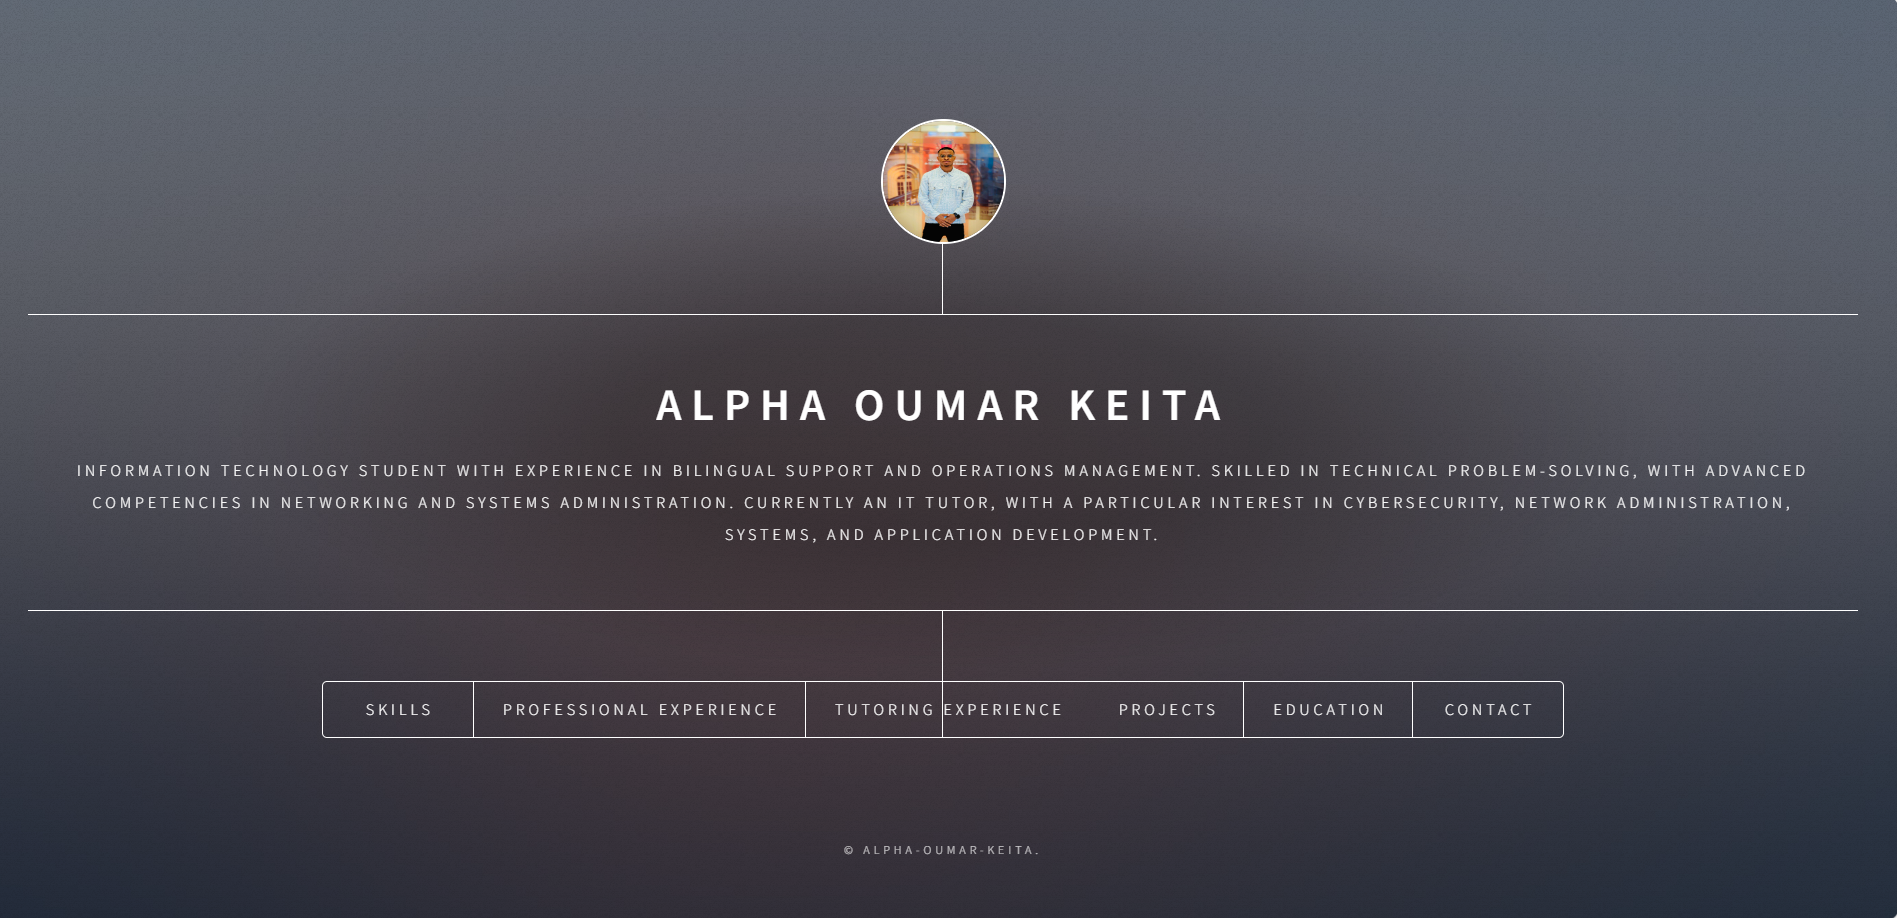 ALPHA OUMAR KEITA
INFORMATION TECHNOLOGY STUDENT WITH EXPERIENCE IN BILINGUAL SUPPORT AND OPERATIONS MANAGEMENT. SKILLED IN TECHNICAL PROBLEM-SOLVING, WITH ADVANCED
COMPETENCIES IN NETWORKING AND SYSTEMS ADMINISTRATION. CURRENTLY AN IT TUTOR, WITH A PARTICULAR INTEREST IN CYBERSECURITY, NETWORK ADMINISTRATION,
SYSTEMS, AND APPLICATION DEVELOPMENT.
SKILLS PROFESSIONAL EXPERIENCE TUTORING EXPERIENCE PROJECTS EDUCATION CONTACT
© ALPHA-OUMAR-KEITA.